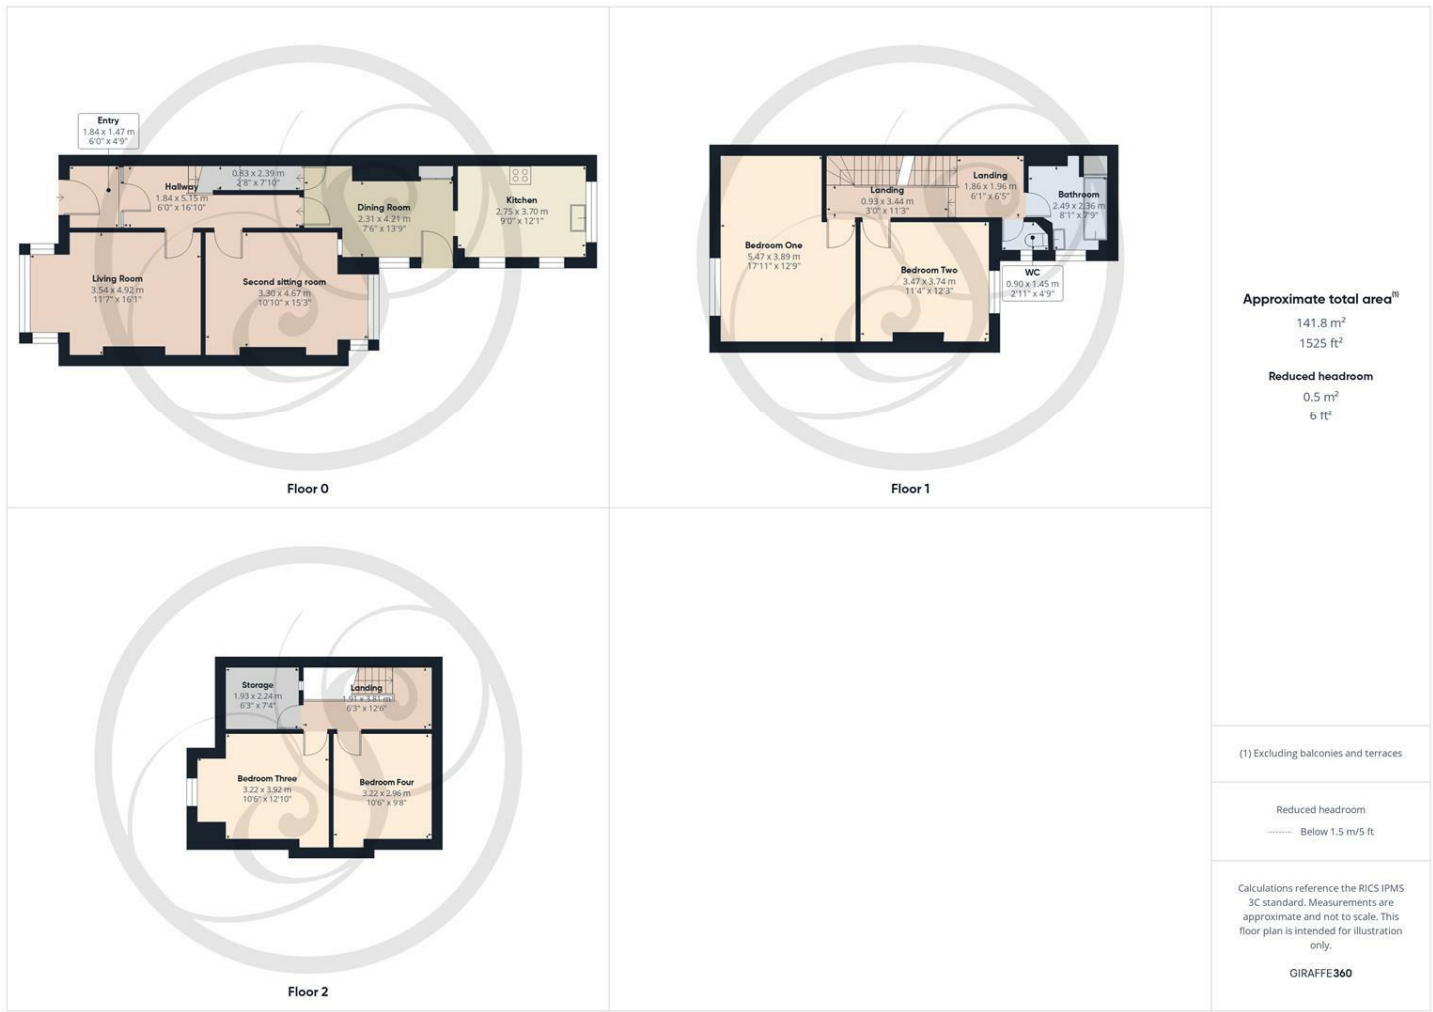 Entry
1.84 x 1.47 m
6'0" x 4'9"
Hallway
1.84 x 5.15 m
6'0" x 16'10"
0.83 x 2.39 m
2'8" x 7'10"
Dining Room
2.31 x 4.21 m
7'6" x 13'9"
Kitchen
2.75 x 3.70 m
9'0" x 12'1"
Living Room
3.54 x 4.92 m
11'7" x 16'1"
Second sitting room
3.30 x 4.67 m
10'10" x 15'3"
Floor 0
Landing
0.93 x 3.44 m
3'0" x 11'3"
Landing
1.86 x 1.96 m
6'1" x 6'5"
Bathroom
2.49 x 2.36 m
8'1" x 7'9"
Bedroom One
5.47 x 3.89 m
17'11" x 12'9"
Bedroom Two
3.47 x 3.74 m
11'4" x 12'3"
WC
0.90 x 1.45 m
2'11" x 4'9"
Floor 1
Storage
1.93 x 2.24 m
6'3" x 7'4"
Landing
1.91 x 3.81 m
6'3" x 12'6"
Bedroom Three
3.22 x 3.92 m
10'6" x 12'10"
Bedroom Four
3.22 x 2.96 m
10'6" x 9'8"
Floor 2
Approximate total area(1)
141.8 m²
1525 ft²
Reduced headroom
0.5 m²
6 ft²
(1) Excluding balconies and terraces
Reduced headroom
Below 1.5 m/5 ft
Calculations reference the RICS IPMS
3C standard. Measurements are
approximate and not to scale. This
floor plan is intended for illustration
only.
GIRAFFE360